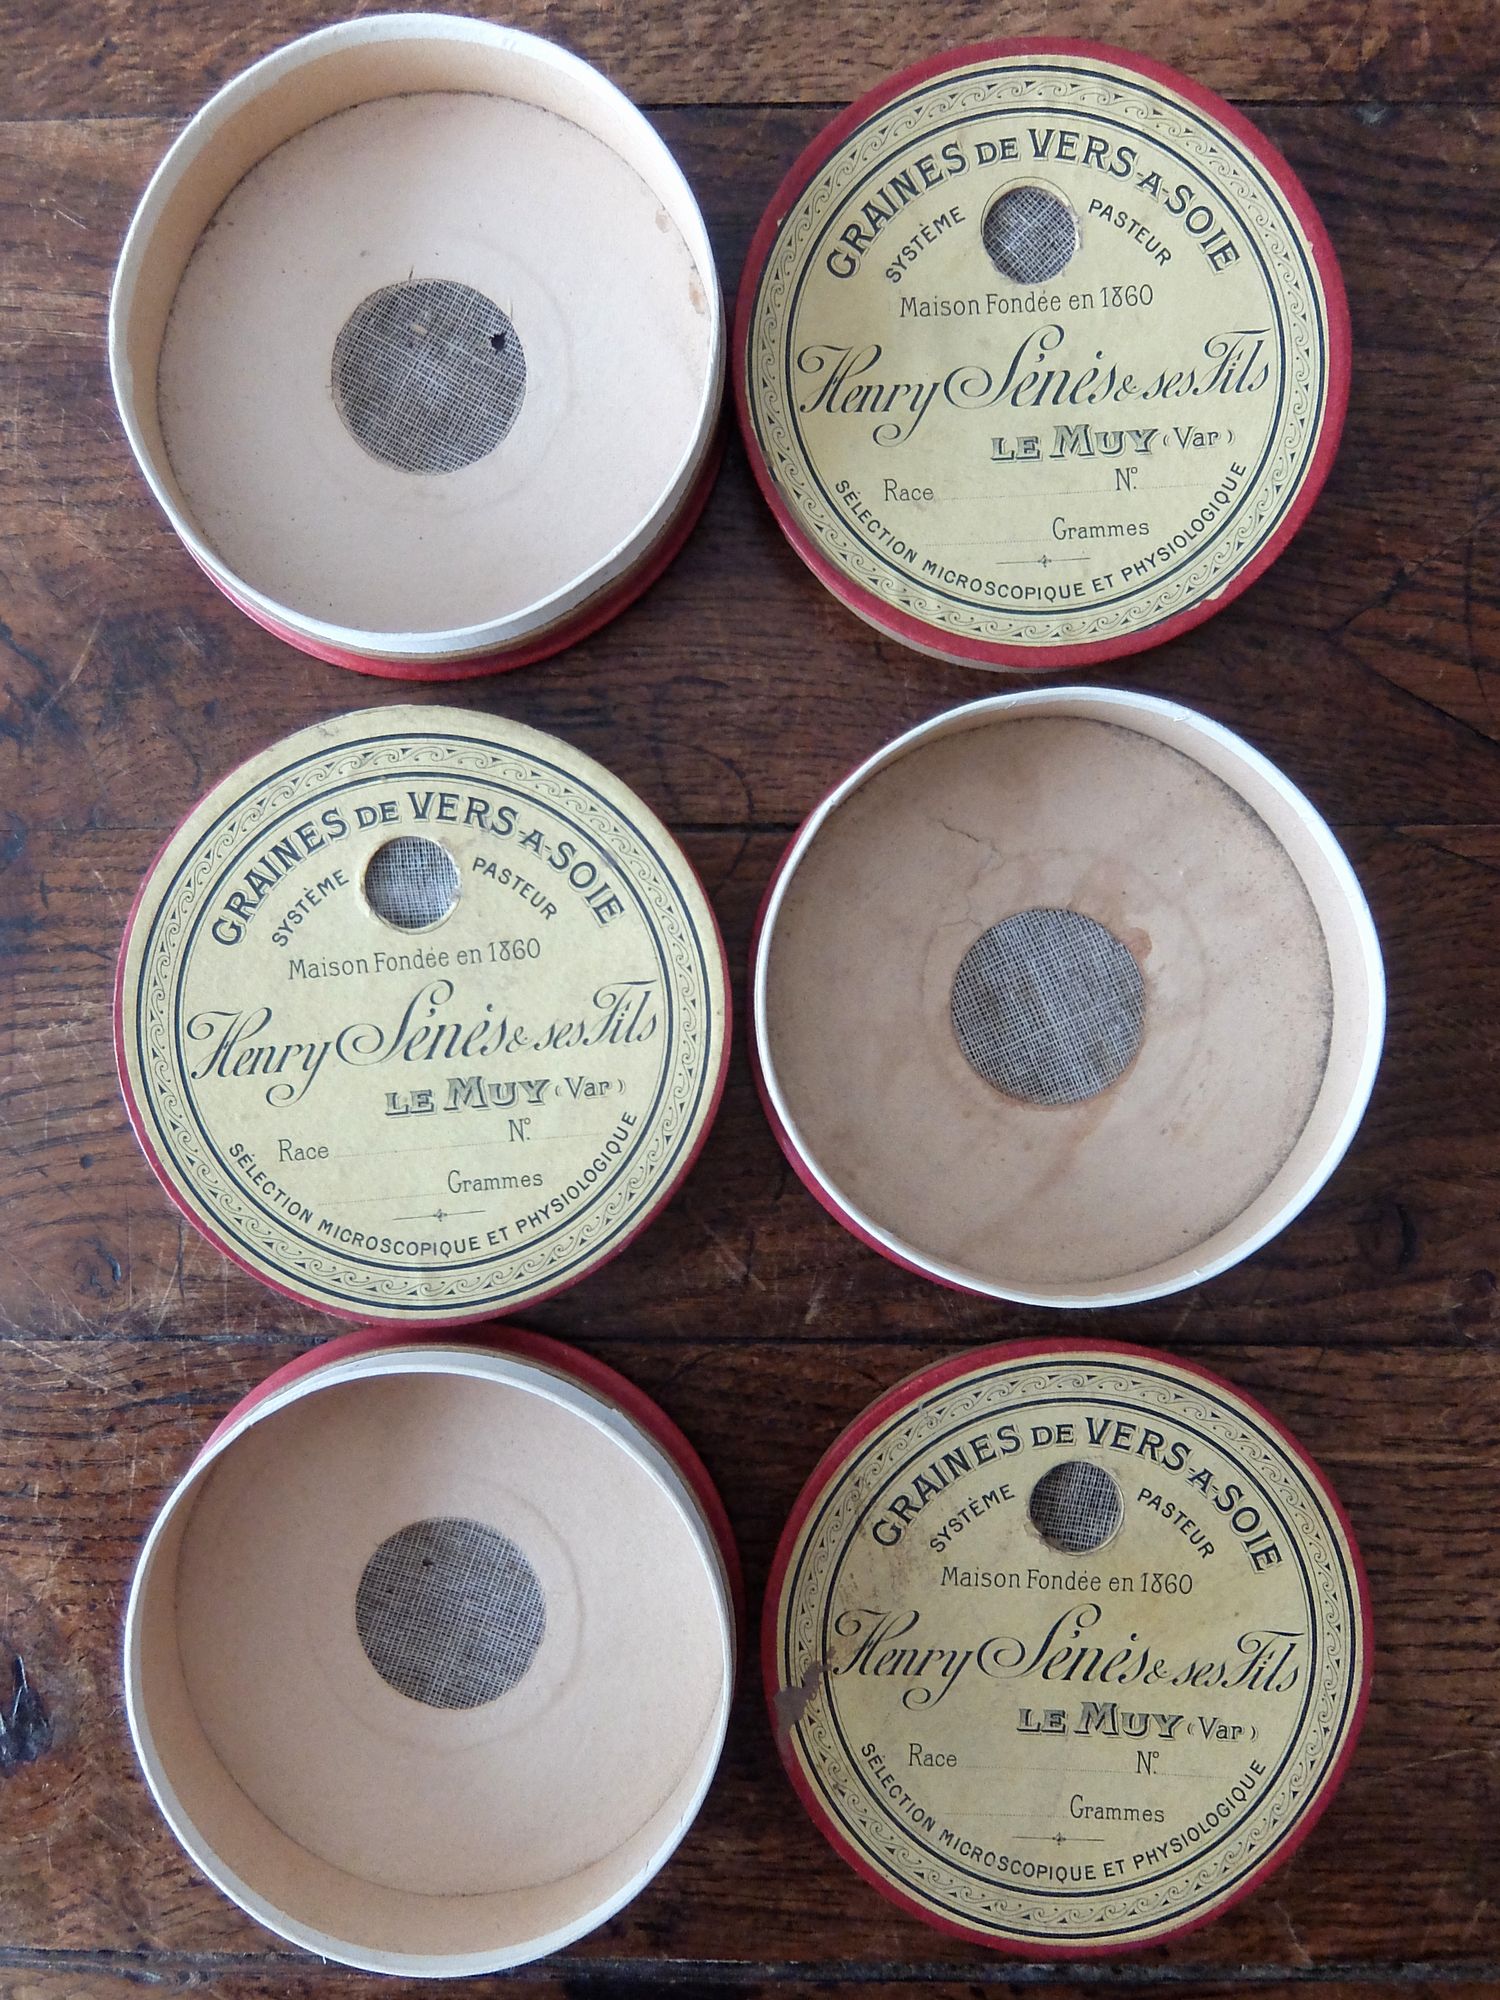 GRAINES DE VERS-A-SOIE
SYSTÈME PASTEUR
Maison Fondée en 1860
Henry Sénès & ses Fils
LE MUY (Var)
Race N°
Grammes
SÉLECTION MICROSCOPIQUE ET PHYSIOLOGIQUE
GRAINES DE VERS-A-SOIE
SYSTÈME PASTEUR
Maison Fondée en 1860
Henry Sénès & ses Fils
LE MUY (Var)
Race N°
Grammes
SÉLECTION MICROSCOPIQUE ET PHYSIOLOGIQUE
GRAINES DE VERS-A-SOIE
SYSTÈME PASTEUR
Maison Fondée en 1860
Henry Sénès & ses Fils
LE MUY (Var)
Race N°
Grammes
SÉLECTION MICROSCOPIQUE ET PHYSIOLOGIQUE